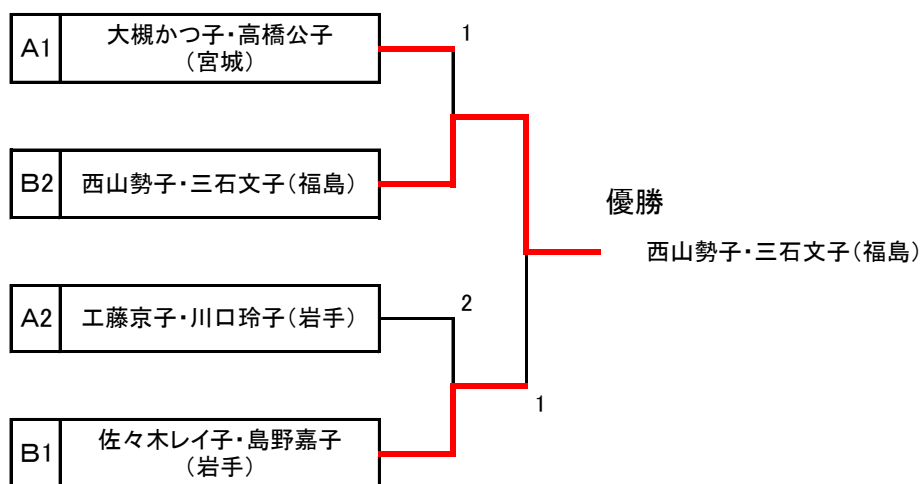 A1
大槻かつ子・高橋公子
(宮城)
1
B2
西山勢子・三石文子(福島)
優勝
西山勢子・三石文子(福島)
A2
工藤京子・川口玲子(岩手)
2
1
B1
佐々木レイ子・島野嘉子
(岩手)